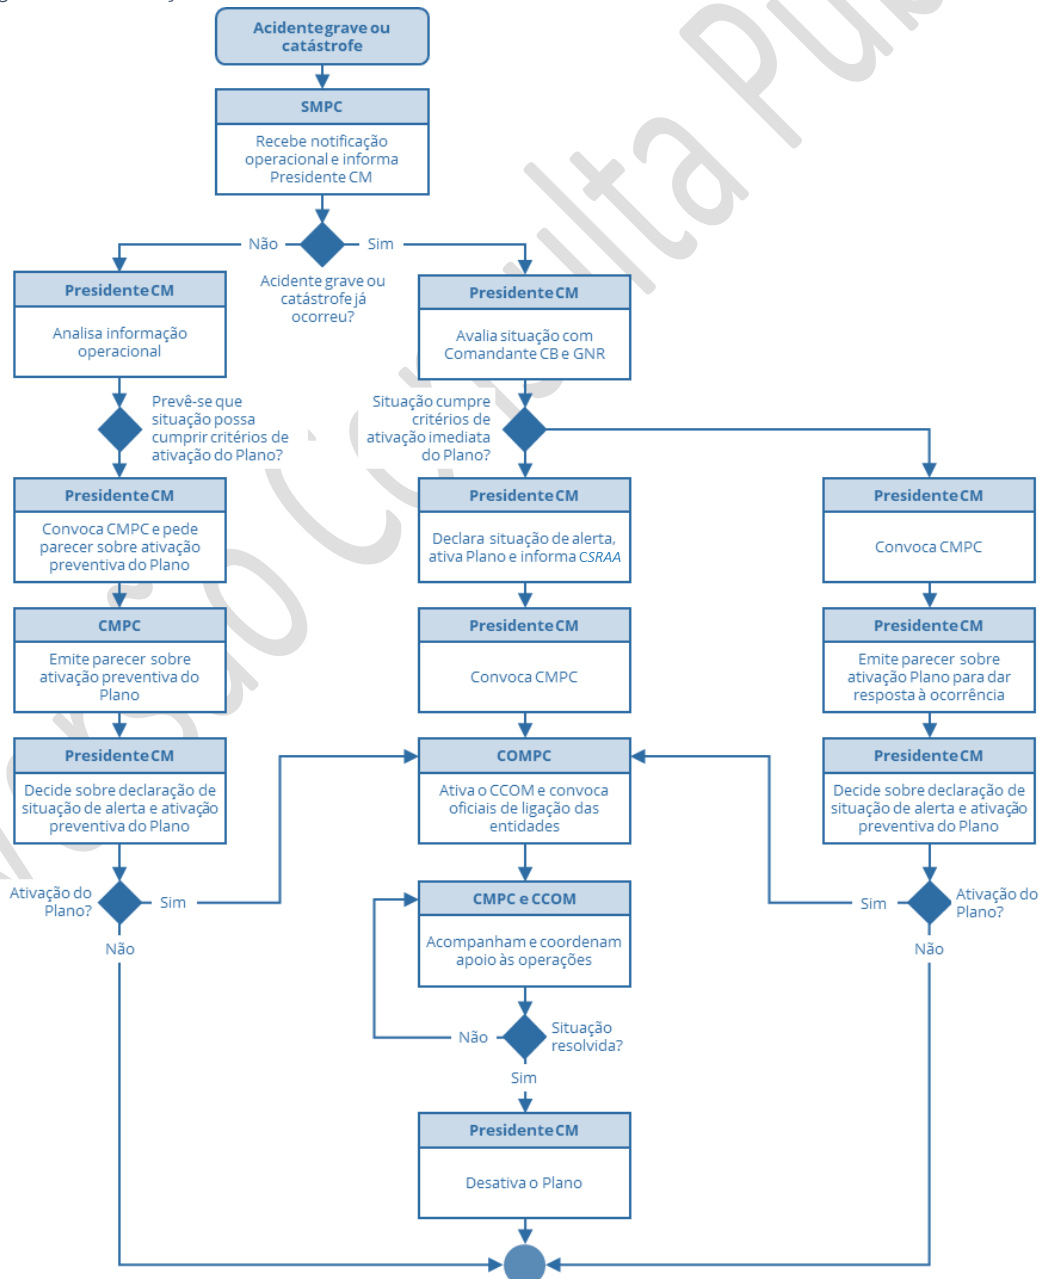 Acidente grave ou
catástrofe
SMPC
Recebe notificação
operacional e informa
Presidente CM
Não
Sim
Acidente grave ou
catástrofe já
ocorreu?
Presidente CM
Analisa informação
operacional
Presidente CM
Avalia situação com
Comandante CB e GNR
Prevê-se que
situação possa
cumprir critérios de
ativação do Plano?
Situação cumpre
critérios de
ativação imediata
do Plano?
Presidente CM
Convoca CMPC e pede
parecer sobre ativação
preventiva do Plano
Presidente CM
Declara situação de alerta,
ativa Plano e informa CSRAA
Presidente CM
Convoca CMPC
CMPC
Emite parecer sobre
ativação preventiva do
Plano
Presidente CM
Convoca CMPC
Presidente CM
Emite parecer sobre
ativação Plano para dar
resposta à ocorrência
Presidente CM
Decide sobre declaração de
situação de alerta e ativação
preventiva do Plano
COMPC
Ativa o CCOM e convoca
oficiais de ligação das
entidades
Presidente CM
Decide sobre declaração de
situação de alerta e ativação
preventiva do Plano
Ativação do
Plano?
Sim
Não
CMPC e CCOM
Acompanham e coordenam
apoio às operações
Sim
Ativação do
Plano?
Não
Não
Situação
resolvida?
Sim
Presidente CM
Desativa o Plano